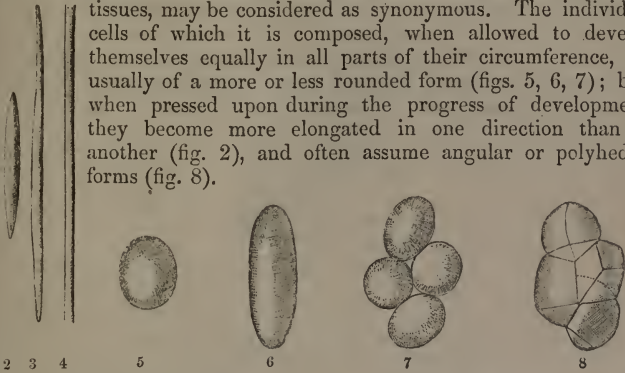 tissues, may be considered as synonymous. The individ
cells of which it is composed, when allowed to deve
themselves equally in all parts of their circumference,
usually of a more or less rounded form (figs. 5, 6, 7); b
when pressed upon during the progress of developme
they become more elongated in one direction than
another (fig. 2), and often assume angular or polyhed
forms (fig. 8).
2 3 4 5 6 7 8